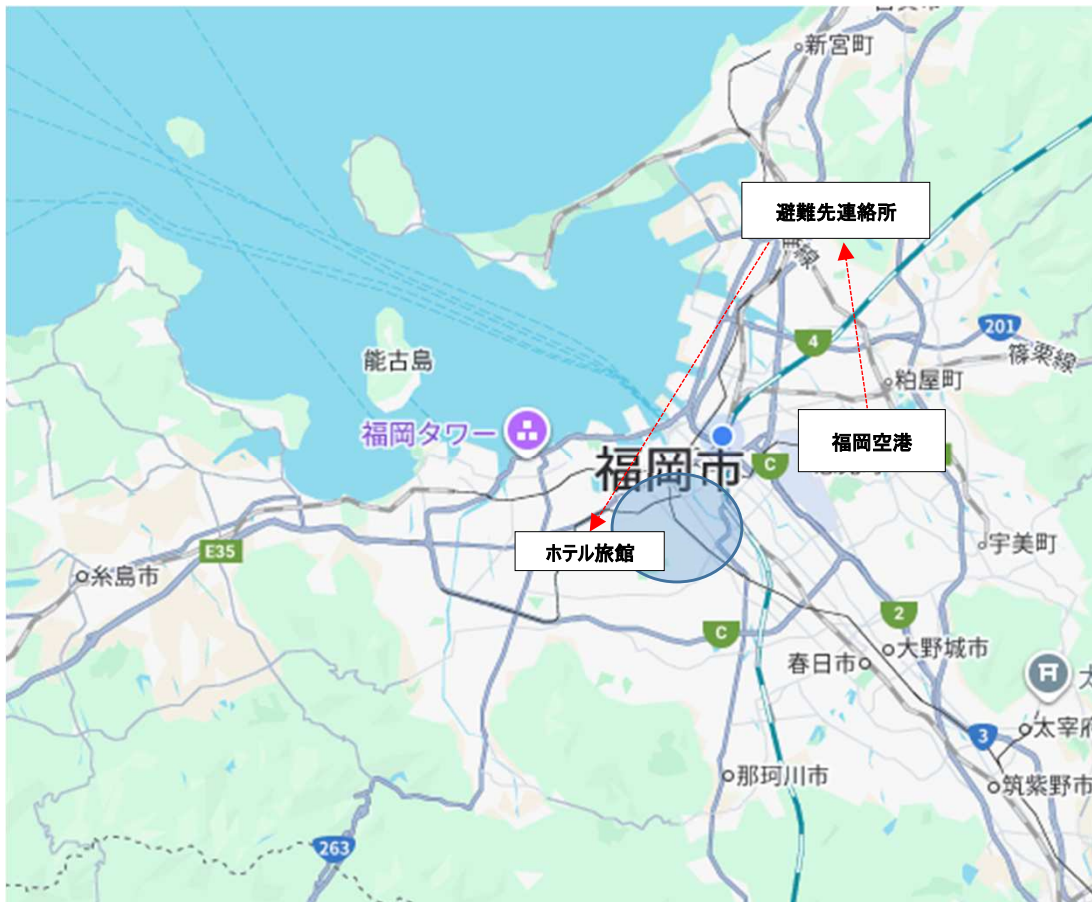 新宮町
避難先連絡所
201
4
篠栗線
能古島
粕屋町
福岡タワー
福岡空港
福岡市
C
E35
ホテル旅館
宇美町
糸島市
2
C
大野城市
春日市
太宰府
3
那珂川市
筑紫野市
263